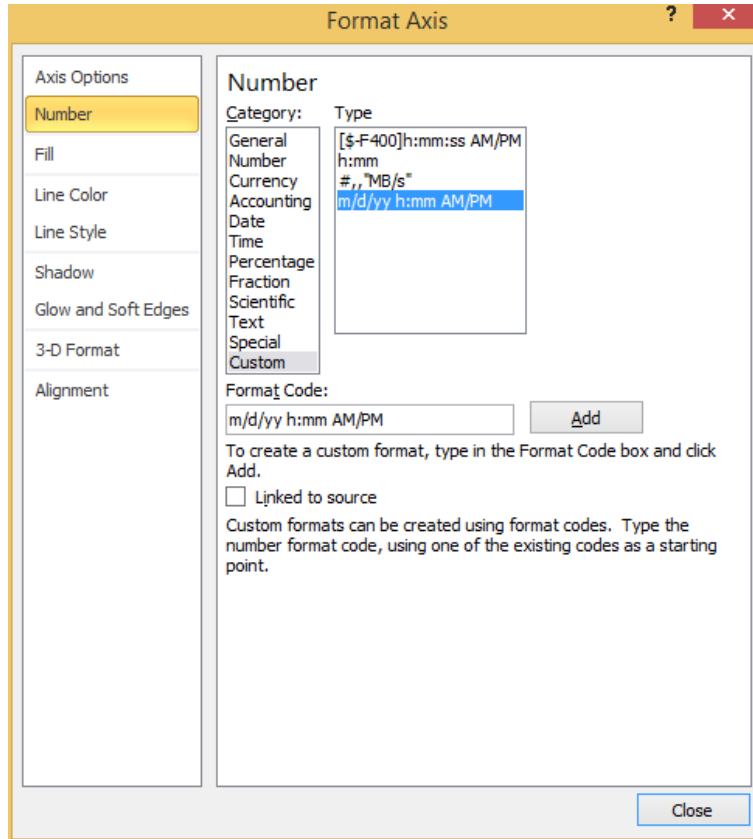 Format Axis
?
×
Axis Options
Number
Fill
Line Color
Line Style
Shadow
Glow and Soft Edges
3-D Format
Alignment
Number
Category:
General
Number
Currency
Accounting
Date
Time
Percentage
Fraction
Scientific
Text
Special
Custom
Type
[$-F400]h:mm:ss AM/PM
h:mm
#,,"MB/s"
m/d/yy h:mm AM/PM
Format Code:
m/d/yy h:mm AM/PM
Add
To create a custom format, type in the Format Code box and click
Add.
Linked to source
Custom formats can be created using format codes. Type the
number format code, using one of the existing codes as a starting
point.
Close